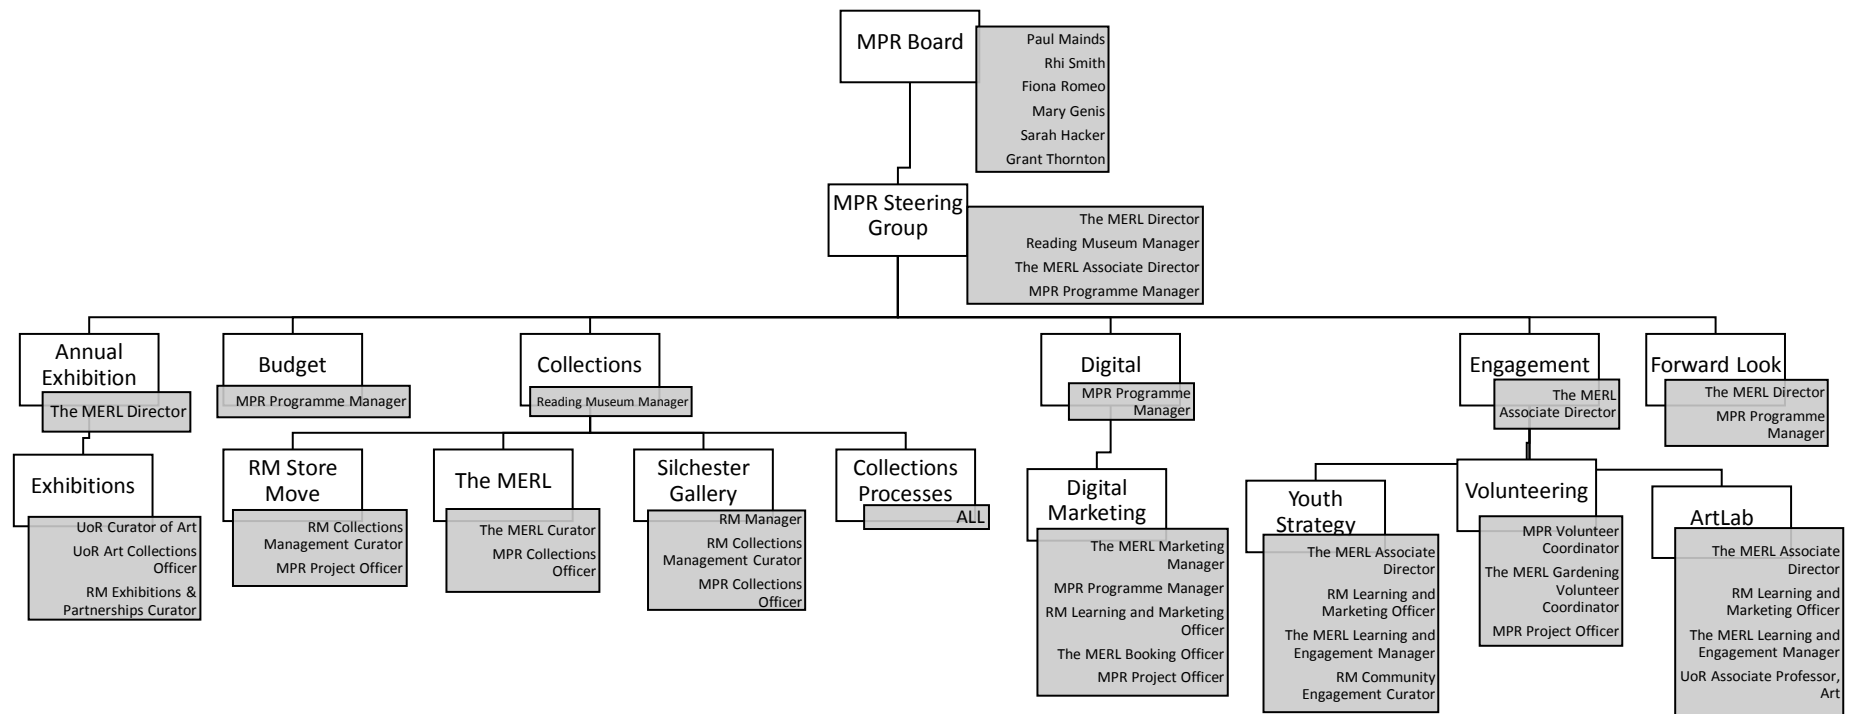 MPR Board
Paul Mainds
Rhi Smith
Fiona Romeo
Mary Genis
Sarah Hacker
Grant Thornton
MPR Steering
Group
The MERL Director
Reading Museum Manager
The MERL Associate Director
MPR Programme Manager
Annual
Exhibition
The MERL Director
Budget
MPR Programme Manager
Collections
Reading Museum Manager
Digital
MPR Programme
Manager
Engagement
The MERL
Associate Director
Forward Look
The MERL Director
MPR Programme
Manager
Exhibitions
UoR Curator of Art
UoR Art Collections
Officer
RM Exhibitions &
Partnerships Curator
RM Store
Move
RM Collections
Management Curator
MPR Project Officer
The MERL
The MERL Curator
MPR Collections
Officer
Silchester
Gallery
RM Manager
RM Collections
Management Curator
MPR Collections
Officer
Collections
Processes
ALL
Digital
Marketing
The MERL Marketing
Manager
MPR Programme Manager
RM Learning and Marketing
Officer
The MERL Booking Officer
MPR Project Officer
Youth
Strategy
The MERL Associate
Director
RM Learning and
Marketing Officer
The MERL Learning and
Engagement Manager
RM Community
Engagement Curator
Volunteering
MPR Volunteer
Coordinator
The MERL Gardening
Volunteer
Coordinator
MPR Project Officer
ArtLab
The MERL Associate
Director
RM Learning and
Marketing Officer
The MERL Learning and
Engagement Manager
UoR Associate Professor,
Art